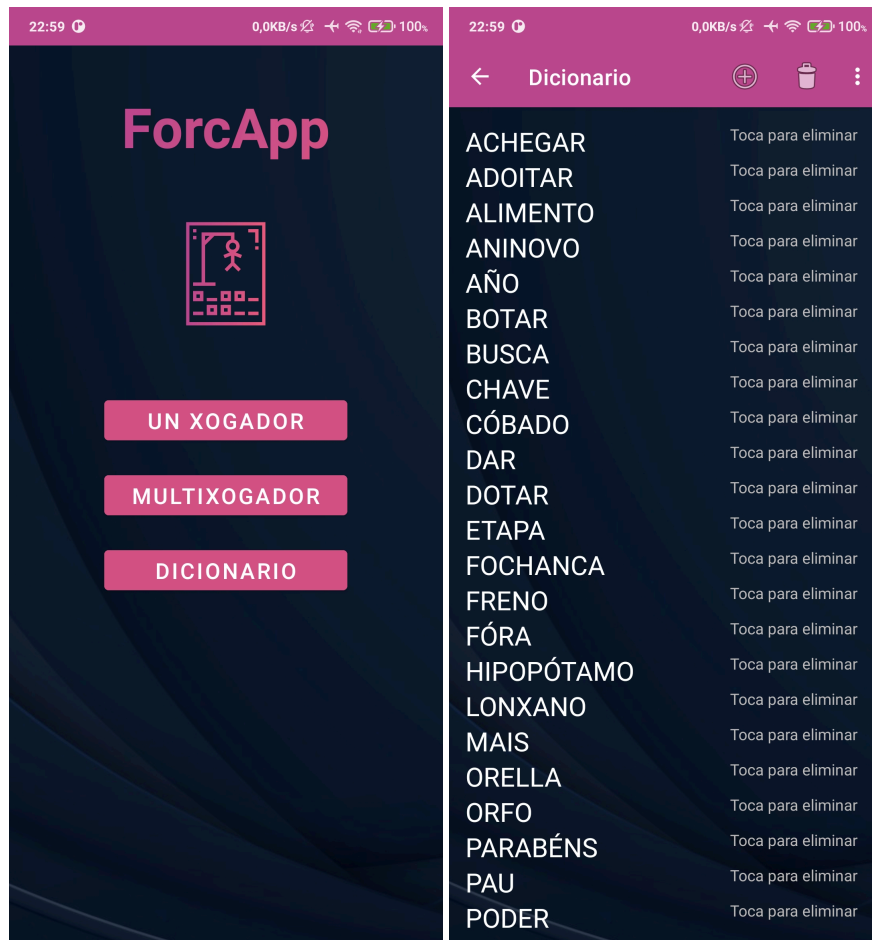 22:59 0,0KB/s 100%
ForcApp
UN XOGADOR
MULTIXOGADOR
DICIONARIO
22:59 0,0KB/s 100%
Dicionario
ACHEGAR Toca para eliminar
ADOITAR Toca para eliminar
ALIMENTO Toca para eliminar
ANINOVO Toca para eliminar
AÑO Toca para eliminar
BOTAR Toca para eliminar
BUSCA Toca para eliminar
CHAVE Toca para eliminar
CÓBADO Toca para eliminar
DAR Toca para eliminar
DOTAR Toca para eliminar
ETAPA Toca para eliminar
FOCHANCA Toca para eliminar
FRENO Toca para eliminar
FÓRA Toca para eliminar
HIPOPÓTAMO Toca para eliminar
LONXANO Toca para eliminar
MAIS Toca para eliminar
ORELLA Toca para eliminar
ORFO Toca para eliminar
PARABÉNS Toca para eliminar
PAU Toca para eliminar
PODER Toca para eliminar